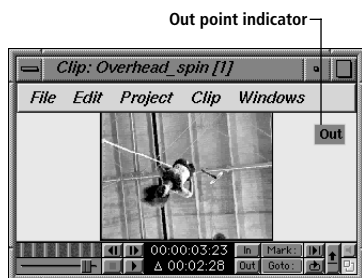 Out point indicator
Clip: Overhead_spin [1]
File Edit Project Clip Windows
Out
00:00:03:23 In Mark:
Δ 00:02:28 Out Goto: